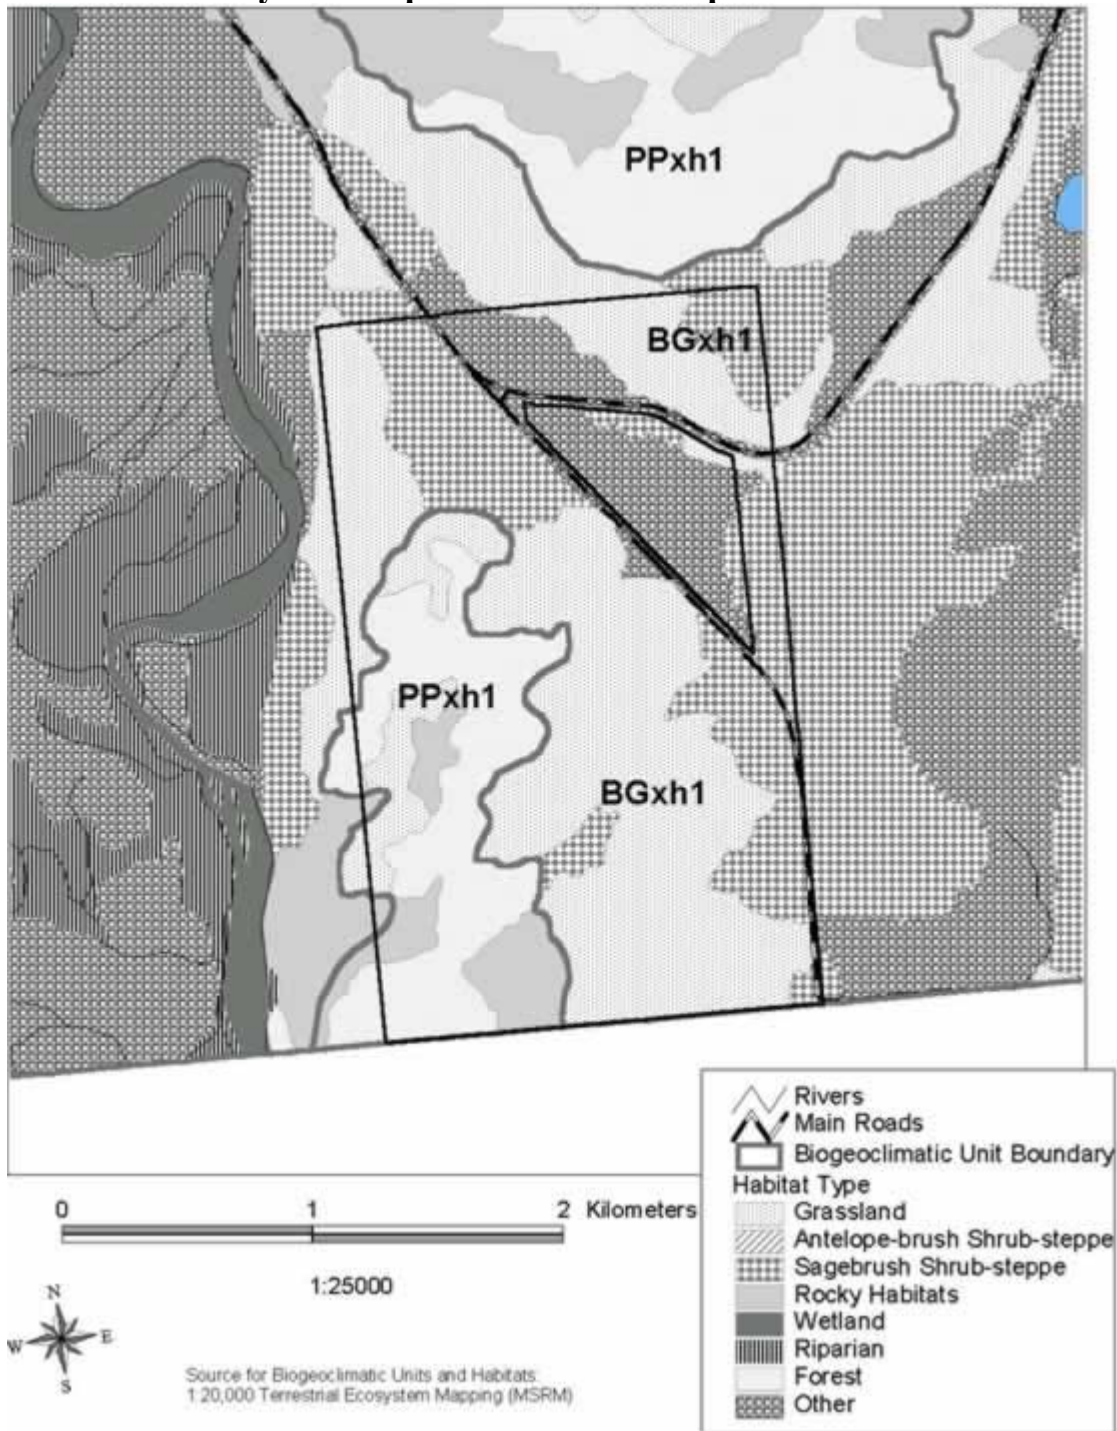 PPxh1
BGxh1
PPxh1
BGxh1
Rivers
Main Roads
Biogeoclimatic Unit Boundary
Habitat Type
Grassland
Antelope-brush Shrub-steppe
Sagebrush Shrub-steppe
Rocky Habitats
Wetland
Riparian
Forest
Other
0 1 2 Kilometers
1:25000
N
W E
S
Source for Biogeoclimatic Units and Habitats:
1:20,000 Terrestrial Ecosystem Mapping (MSRM)